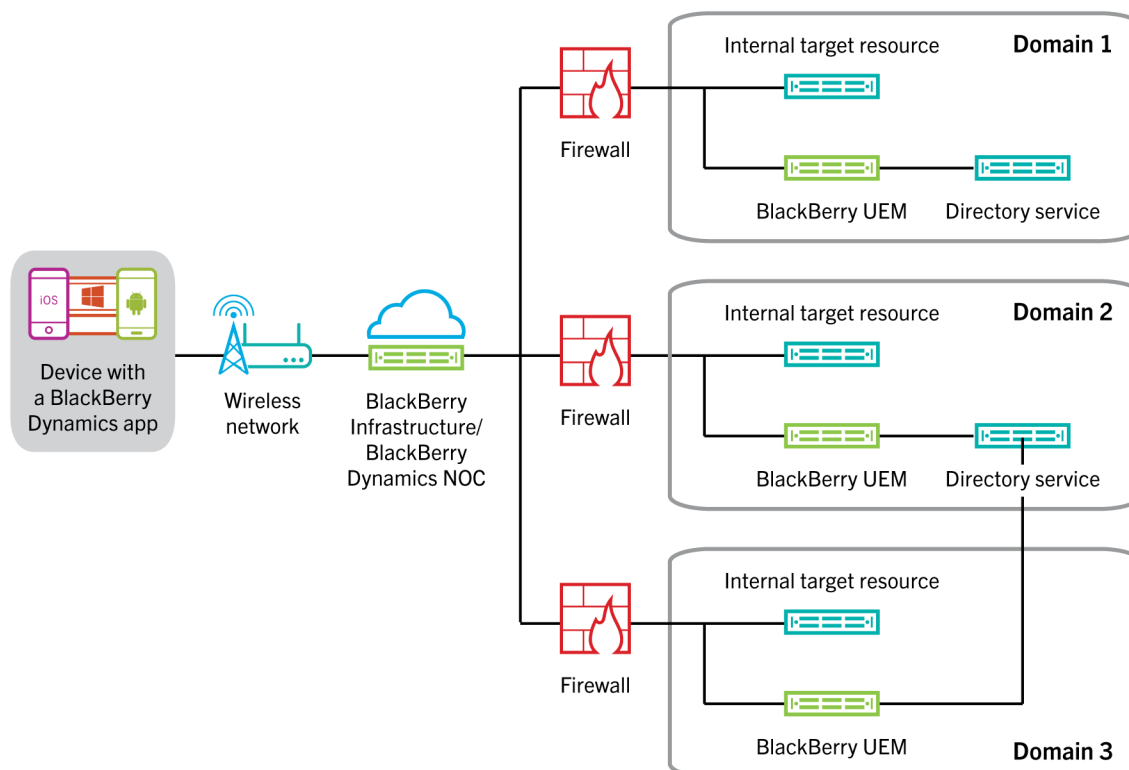 Internal target resource
Domain 1
Firewall
BlackBerry UEM
Directory service
iOS
Device with
a BlackBerry
Dynamics app
Wireless
network
BlackBerry
Infrastructure/
BlackBerry
Dynamics NOC
Internal target resource
Domain 2
Firewall
BlackBerry UEM
Directory service
Internal target resource
Firewall
BlackBerry UEM
Domain 3